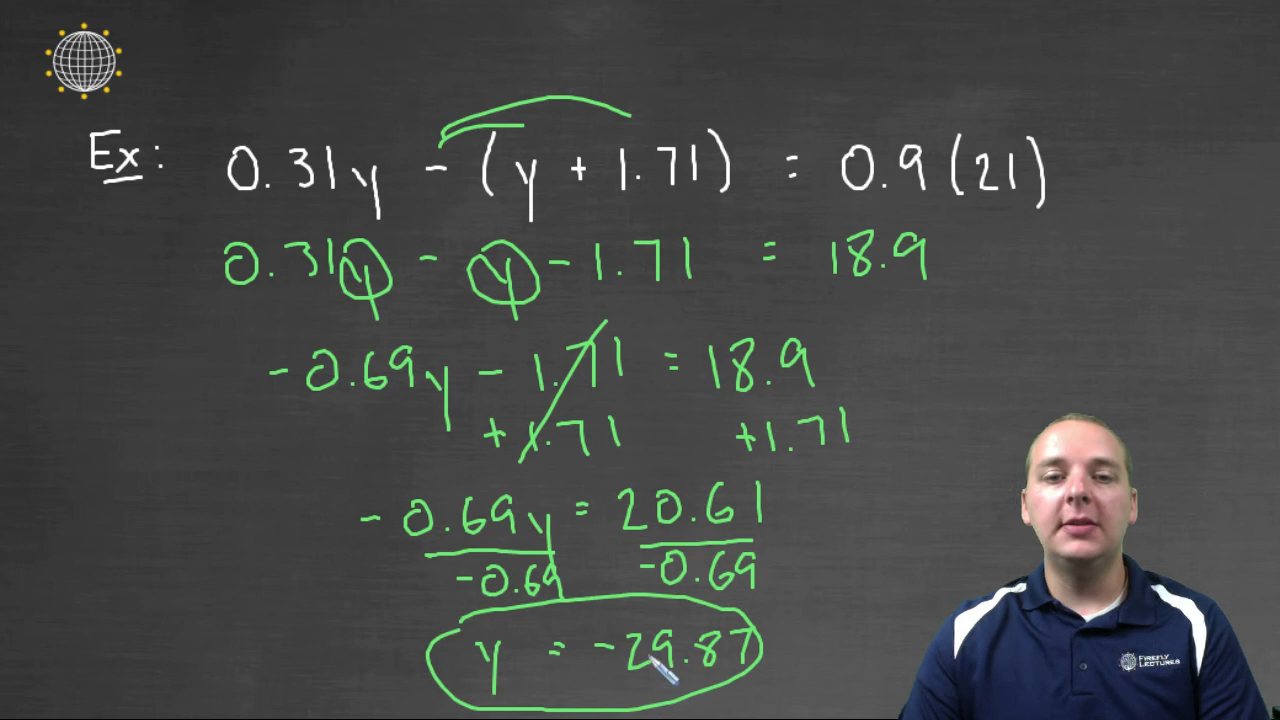 Ex: 0.31y - (y + 1.71) = 0.9(21)
0.31y - y - 1.71 = 18.9
-0.69y - 1.71 = 18.9
+1.71 +1.71
-0.69y = 20.61
-0.69 -0.69
y = -29.87
FIREFLY
LECTURES